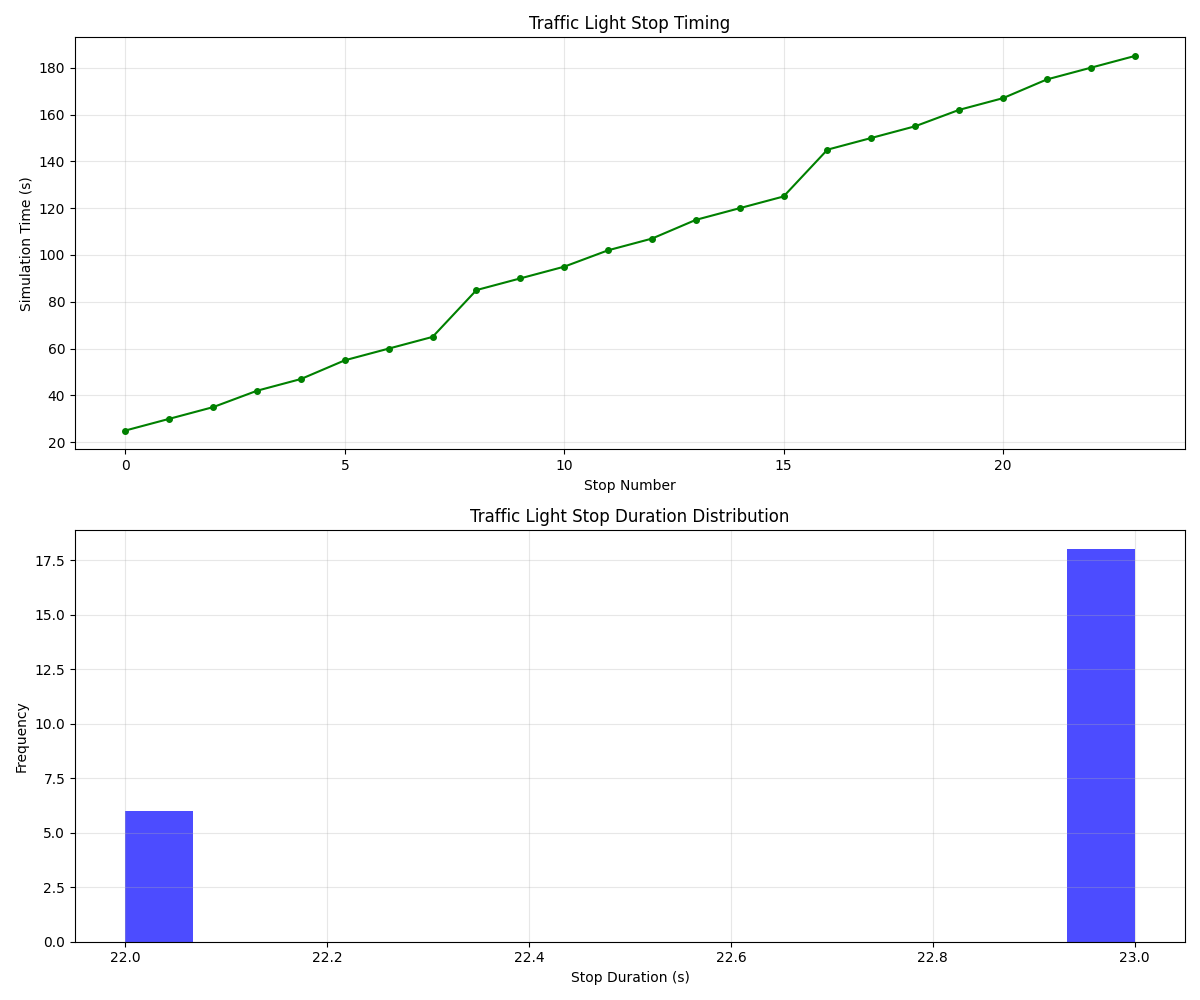 Traffic Light Stop Timing
180
160
140
120
100
80
60
40
20
Simulation Time (s)
0 5 10 15 20
Stop Number
Traffic Light Stop Duration Distribution
17.5
15.0
12.5
10.0
7.5
5.0
2.5
0.0
Frequency
22.0 22.2 22.4 22.6 22.8 23.0
Stop Duration (s)